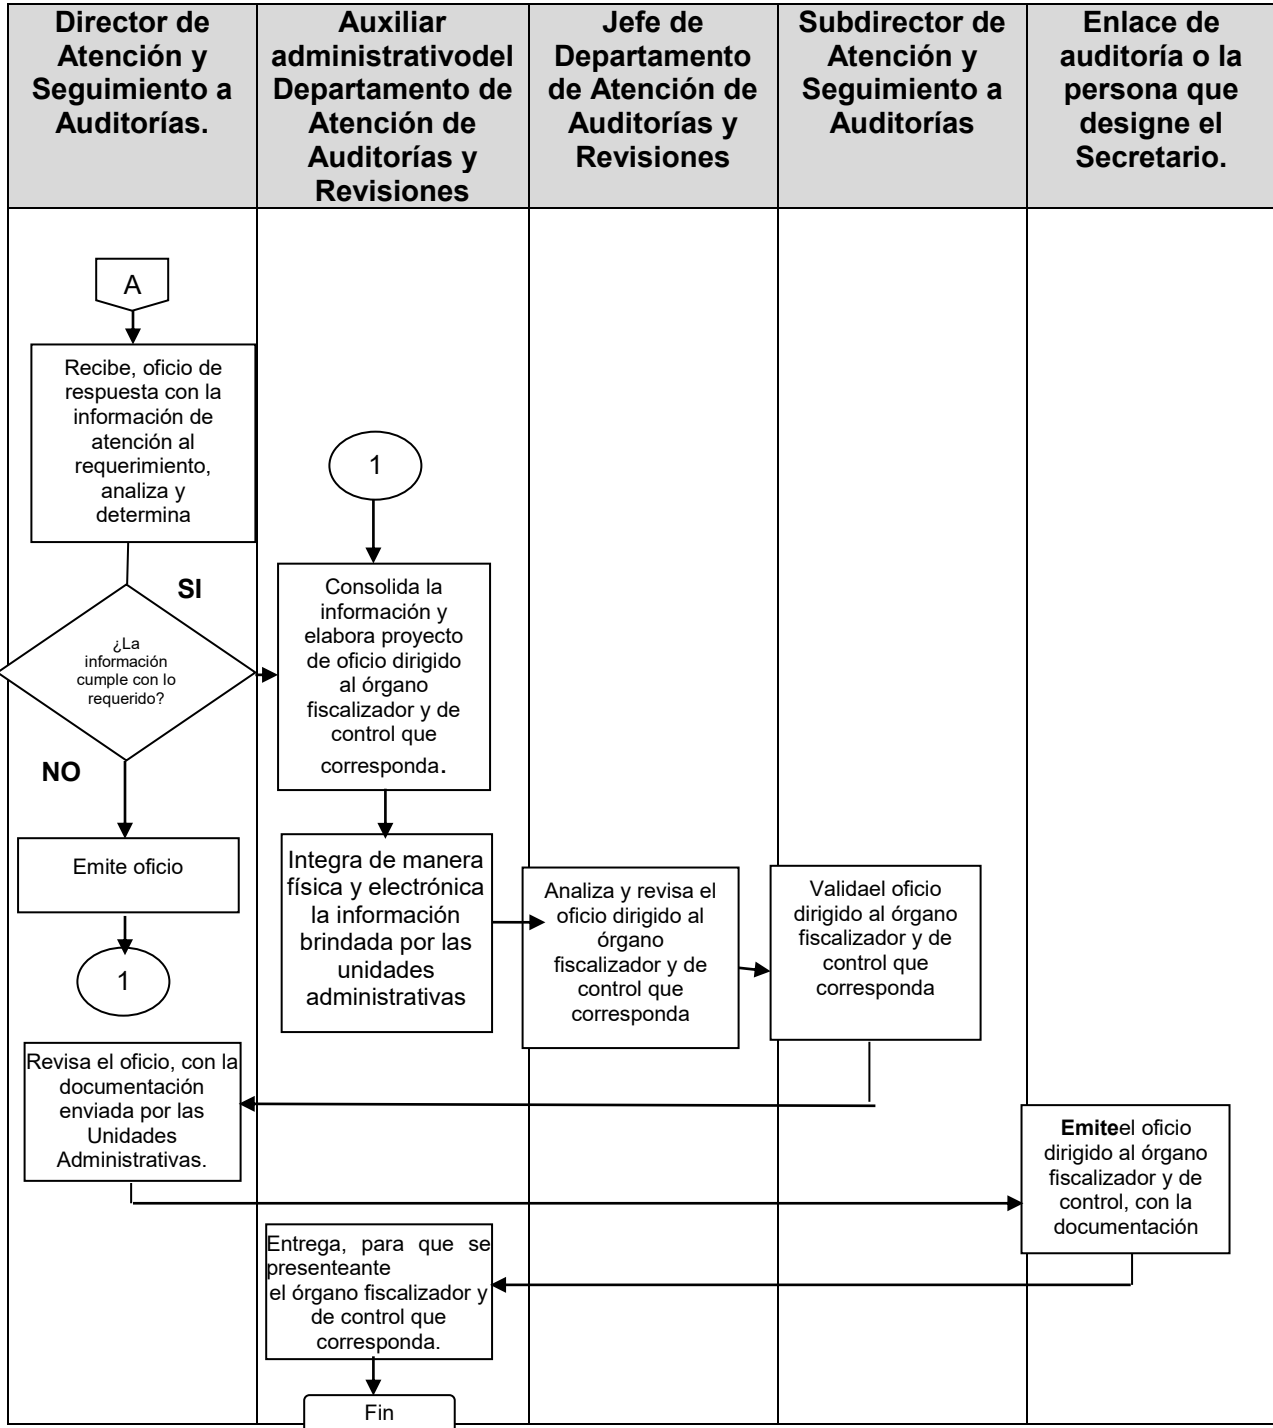 Director de
Atención y
Seguimiento a
Auditorías.
Auxiliar
administrativodel
Departamento de
Atención de
Auditorías y
Revisiones
Jefe de
Departamento
de Atención de
Auditorías y
Revisiones
Subdirector de
Atención y
Seguimiento a
Auditorías
Enlace de
auditoría o la
persona que
designe el
Secretario.
A
Recibe, oficio de
respuesta con la
información de
atención al
requerimiento,
analiza y
determina
1
SI
¿La
información
cumple con lo
requerido?
Consolida la
información y
elabora proyecto
de oficio dirigido
al órgano
fiscalizador y de
control que
corresponda.
NO
Emite oficio
Integra de manera
física y electrónica
la información
brindada por las
unidades
administrativas
Analiza y revisa el
oficio dirigido al
órgano
fiscalizador y de
control que
corresponda
Validael oficio
dirigido al órgano
fiscalizador y de
control que
corresponda
1
Revisa el oficio, con la
documentación
enviada por las
Unidades
Administrativas.
Emiteel oficio
dirigido al órgano
fiscalizador y de
control, con la
documentación
Entrega, para que se
presenteante
el órgano fiscalizador y
de control que
corresponda.
Fin